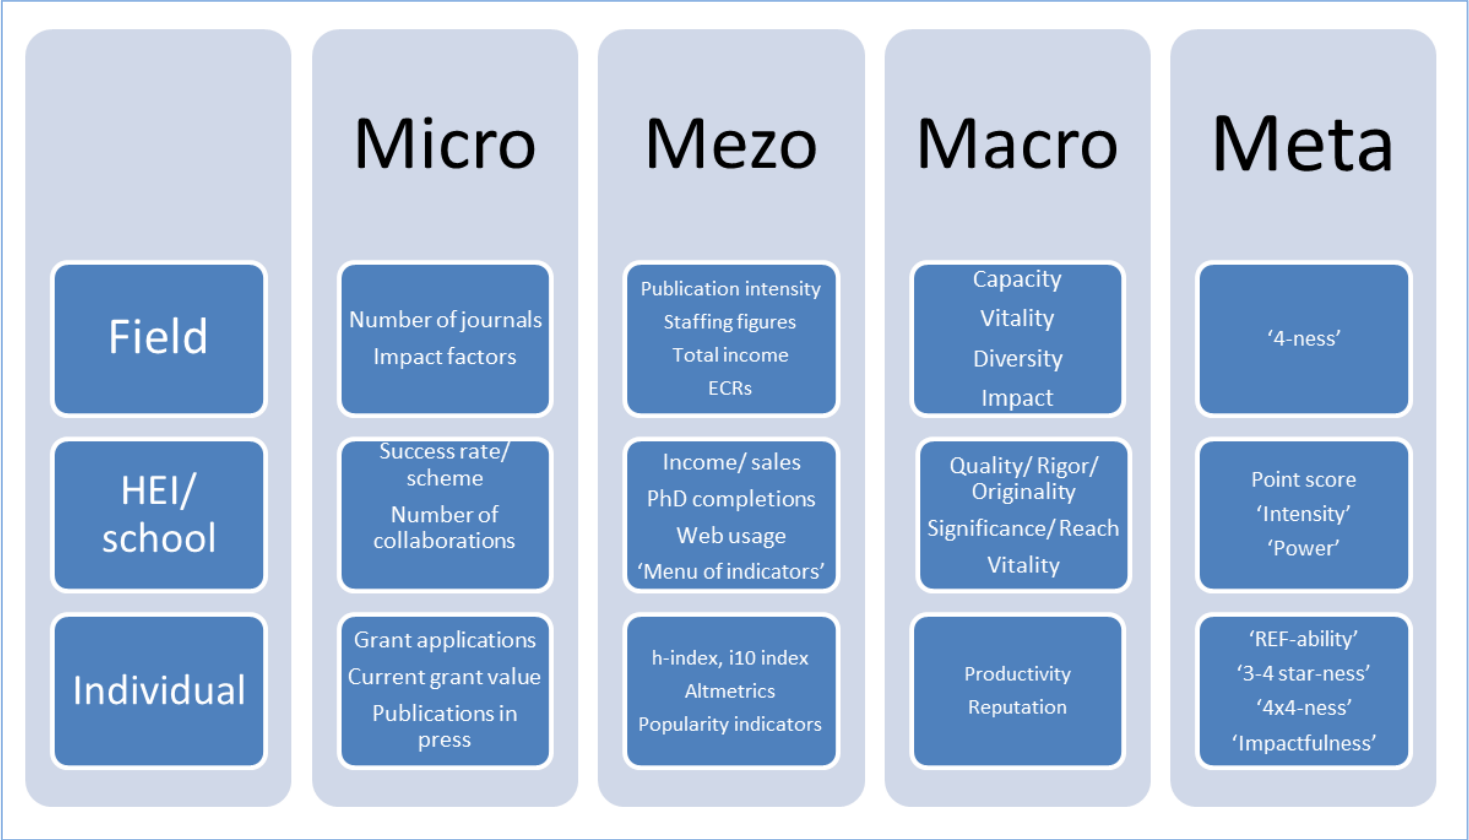 Micro
Mezo
Macro
Meta
Field
Number of journals
Impact factors
Publication intensity
Staffing figures
Total income
ECRs
Capacity
Vitality
Diversity
Impact
‘4-ness’
HEI/
school
Success rate/
scheme
Number of
collaborations
Income/ sales
PhD completions
Web usage
‘Menu of indicators’
Quality/ Rigor/
Originality
Significance/ Reach
Vitality
Point score
‘Intensity’
‘Power’
Individual
Grant applications
Current grant value
Publications in
press
h-index, i10 index
Altmetrics
Popularity indicators
Productivity
Reputation
‘REF-ability’
‘3-4 star-ness’
‘4x4-ness’
‘Impactfulness’